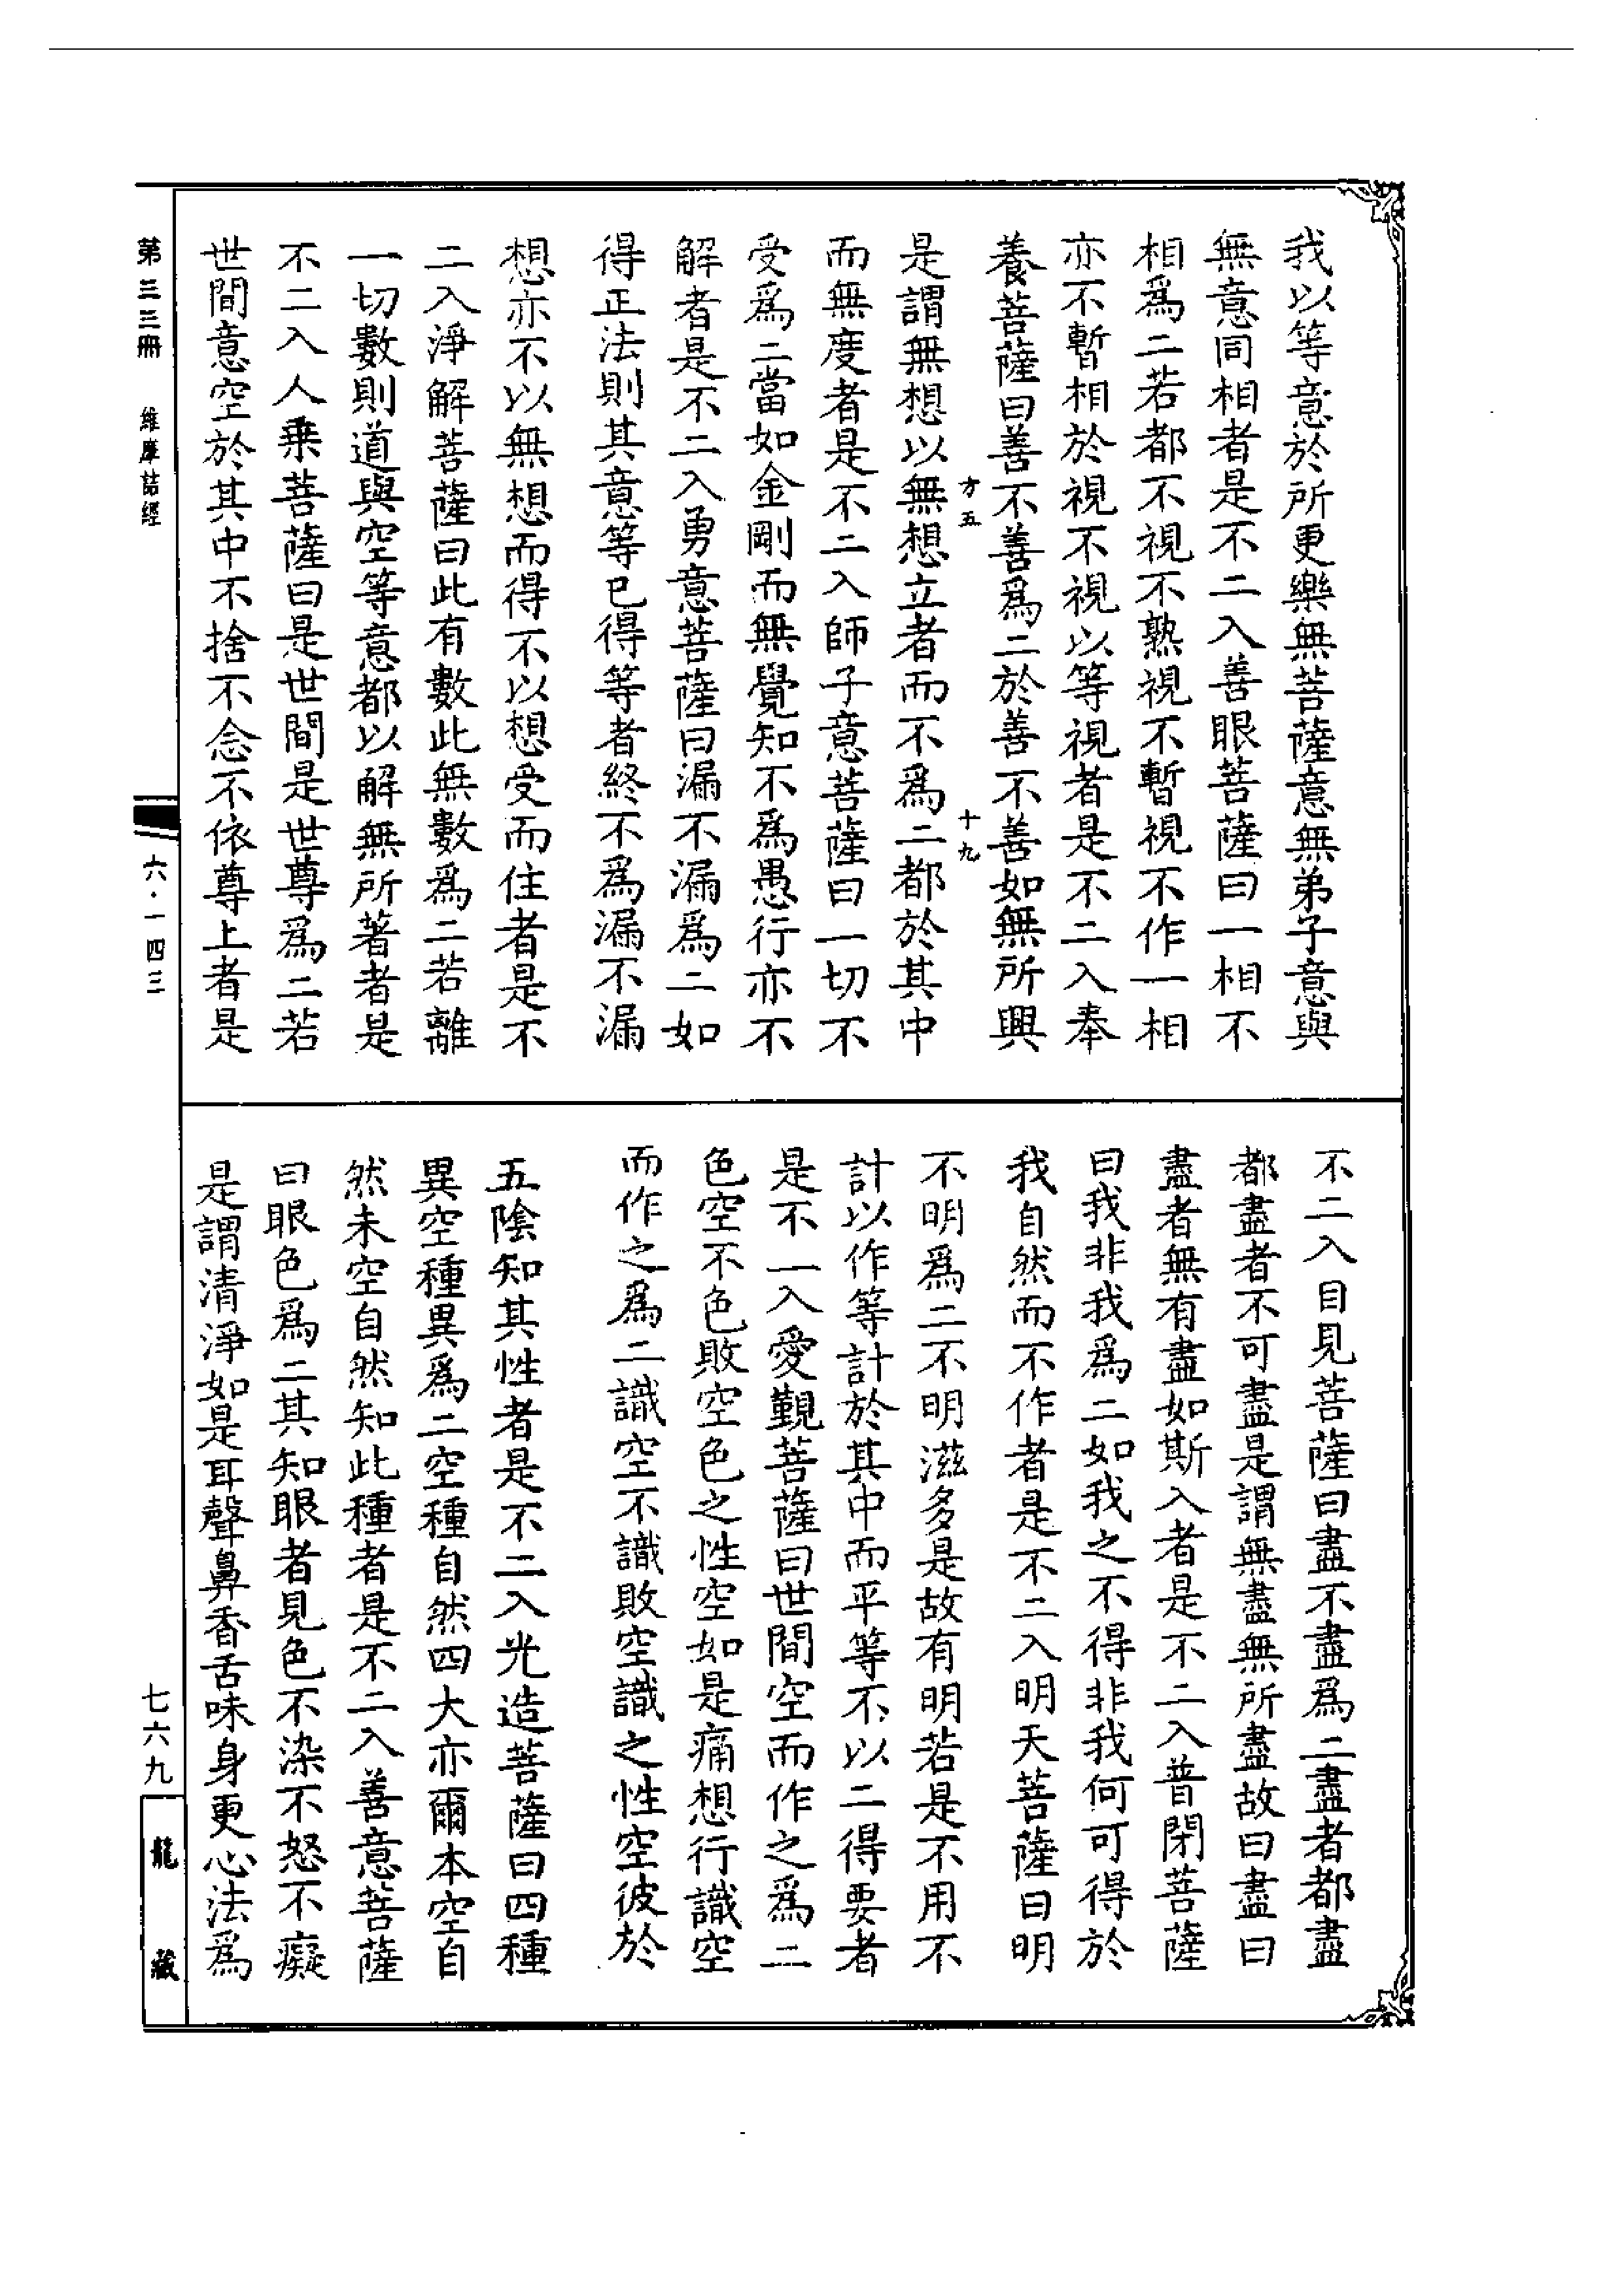 我以等意於所更樂無菩薩意無弟子意與
無意同相者是不二入善眼菩薩曰一相不
相爲二若都不視不熟視不暫視不作一相
亦不暫相於視不視以等視者是不二入奉
養菩薩曰善不善爲二於善不善如無所興
方五 十九
是謂無想以無想立者而不爲二都於其中
而無度者是不二入師子意菩薩曰一切不
受爲二當如金剛而無覺知不爲愚行亦不
解者是不二入勇意菩薩曰漏不漏爲二如
得正法則其意等已得等者終不爲漏不漏
想亦不以無想而得不以想受而住者是不
二入淨解菩薩曰此有數此無數爲二若離
一切數則道與空等意都以解無所著者是
不二入人乗菩薩曰是世間是世尊爲二若
世間意空於其中不捨不念不依尊上者是
不二入目見菩薩曰盡不盡爲二盡者都盡
都盡者不可盡是謂無盡無所盡故曰盡曰
盡者無有盡如斯入者是不二入普閉菩薩
曰我非我爲二如我之不得非我何可得於
我自然而不作者是不二入明天菩薩曰明
不明爲二不明滋多是故有明若是不用不
計以作等計於其中而平等不以二得要者
是不一入愛覲菩薩曰世間空而作之爲二
色空不色敗空色之性空如是痛想行識空
而作之爲二識空不識敗空識之性空彼於
五陰知其性者是不二入光造菩薩曰四種
異空種異爲二空種自然四大亦爾本空自
然末空自然知此種者是不二入善意菩薩
曰眼色爲二其知眼者見色不染不怒不癡
是謂清淨如是耳聲鼻香舌味身更心法爲
第三三冊 維摩詰經
六·一四三
七六九
龍藏